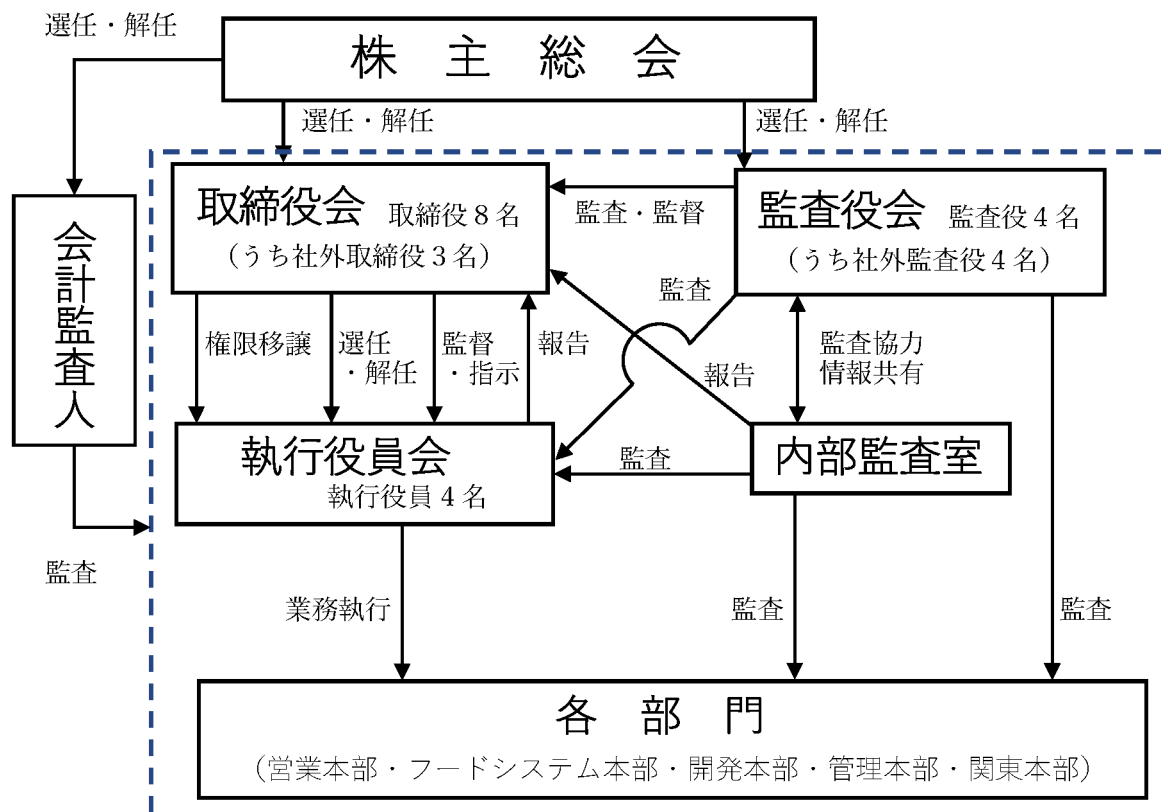 選任・解任
株主総会
選任・解任
選任・解任
取締役会 取締役8名
(うち社外取締役3名)
監査・監督
監査役会 監査役4名
(うち社外監査役4名)
会計監査人
権限移譲
選任
・解任
監督
・指示
報告
監査
報告
監査協力
情報共有
執行役員会
執行役員4名
監査
内部監査室
監査
業務執行
監査
監査
各部門
(営業本部・フードシステム本部・開発本部・管理本部・関東本部)